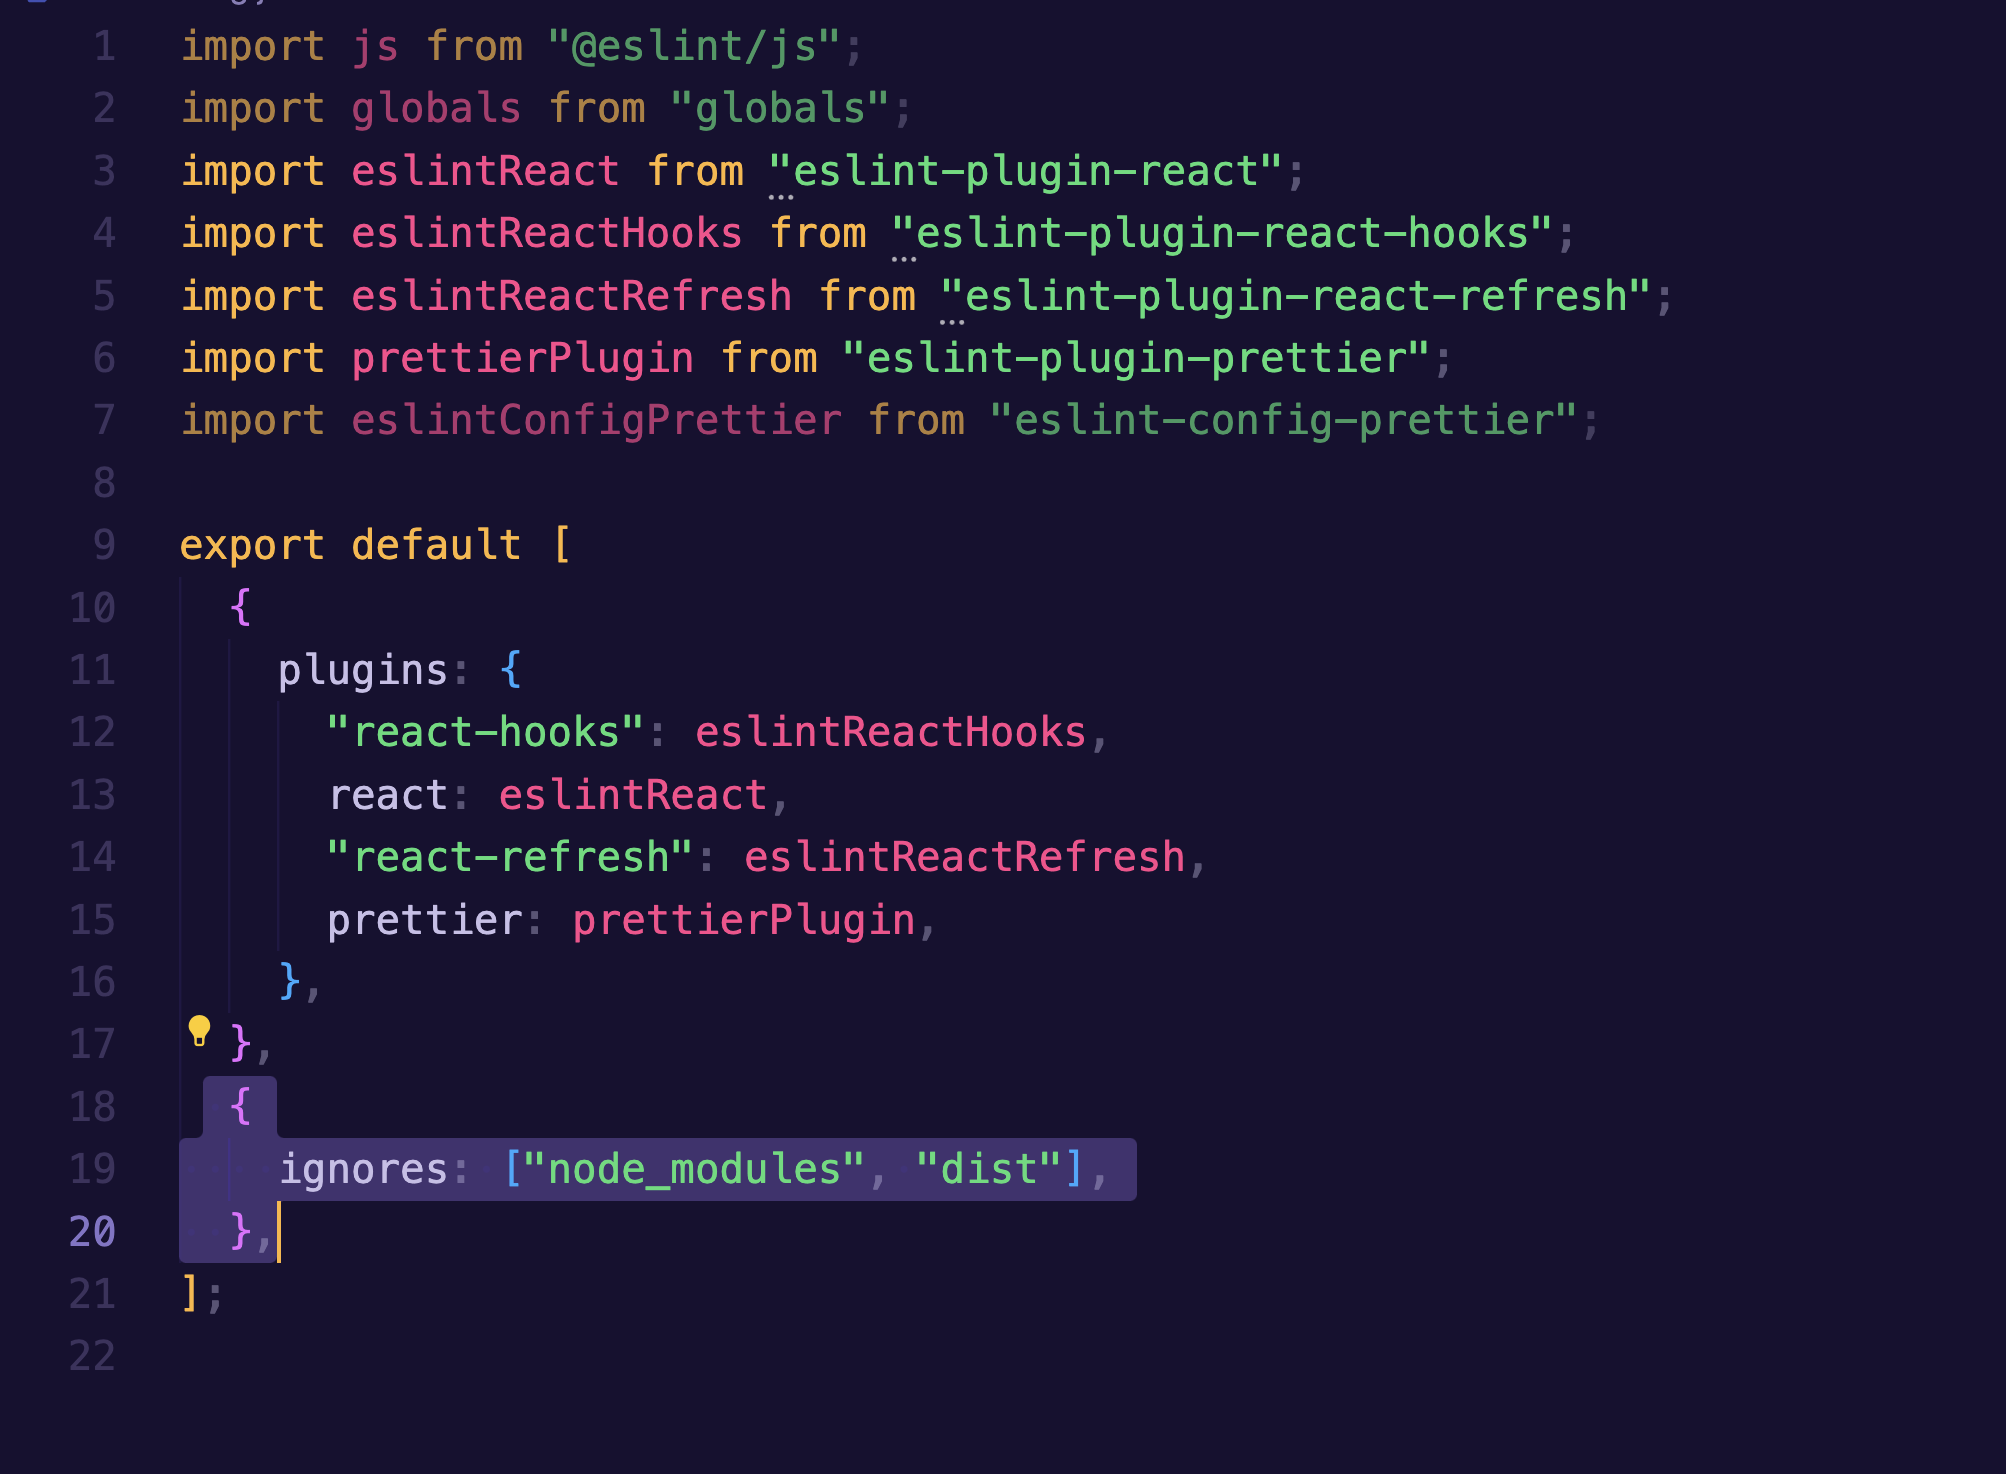 1 import js from "@eslint/js";
2 import globals from "globals";
3 import eslintReact from "eslint-plugin-react";
4 import eslintReactHooks from "eslint-plugin-react-hooks";
5 import eslintReactRefresh from "eslint-plugin-react-refresh";
6 import prettierPlugin from "eslint-plugin-prettier";
7 import eslintConfigPrettier from "eslint-config-prettier";
8
9 export default [
10   {
11     plugins: {
12       "react-hooks": eslintReactHooks,
13       react: eslintReact,
14       "react-refresh": eslintReactRefresh,
15       prettier: prettierPlugin,
16     },
17   },
18   {
19     ignores: ["node_modules", "dist"],
20   },
21 ];
22